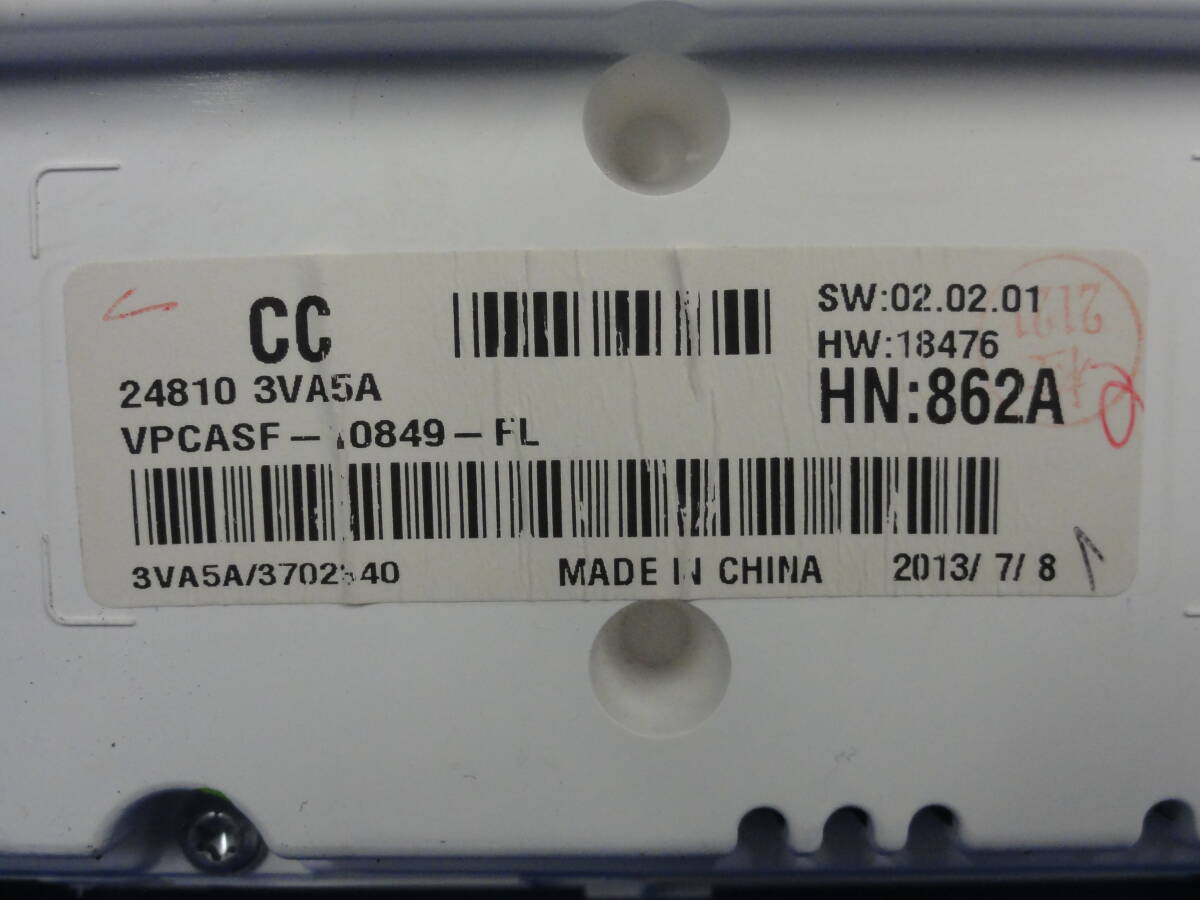 CC
SW:02.02.01
HW:18476
24810 3VA5A
HN:862A
MADE IN CHINA
2013/ 7/ 8